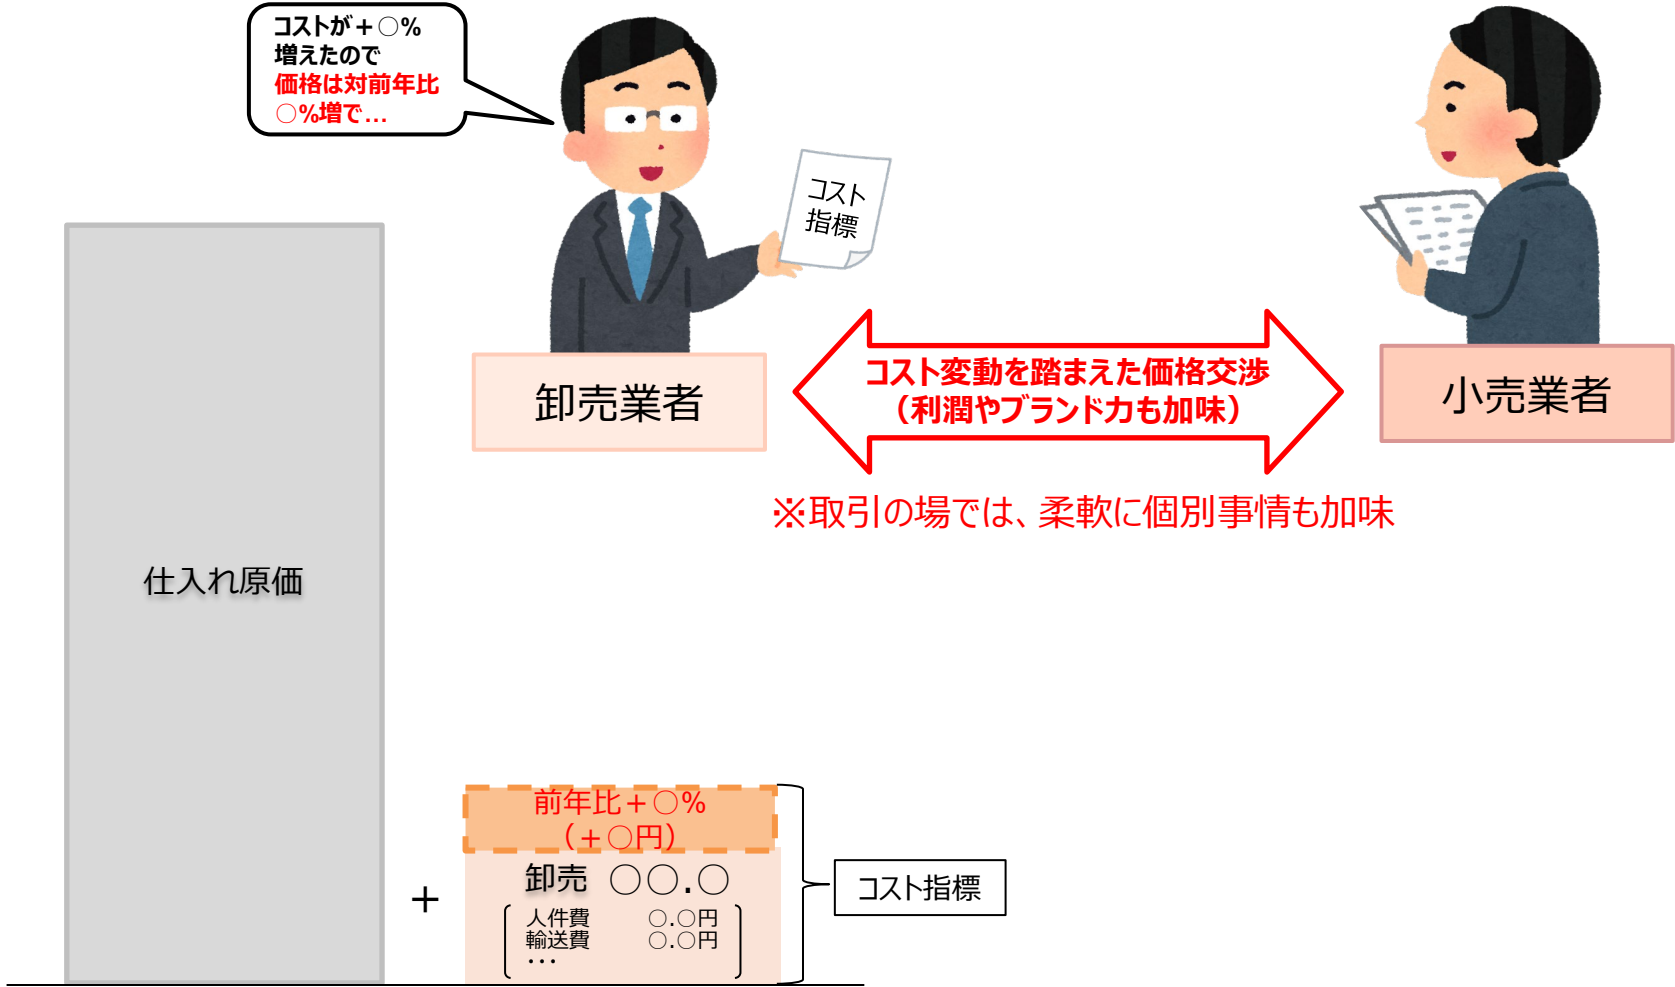 コストが＋○%
増えたので
価格は対前年比
○%増で…
コスト
指標
卸売業者
コスト変動を踏まえた価格交渉
（利潤やブランド力も加味）
小売業者
※取引の場では、柔軟に個別事情も加味
仕入れ原価
＋
前年比＋○%
（＋○円）
卸売 ○○.○
人件費 ○.○円
輸送費 ○.○円
・・・
コスト指標